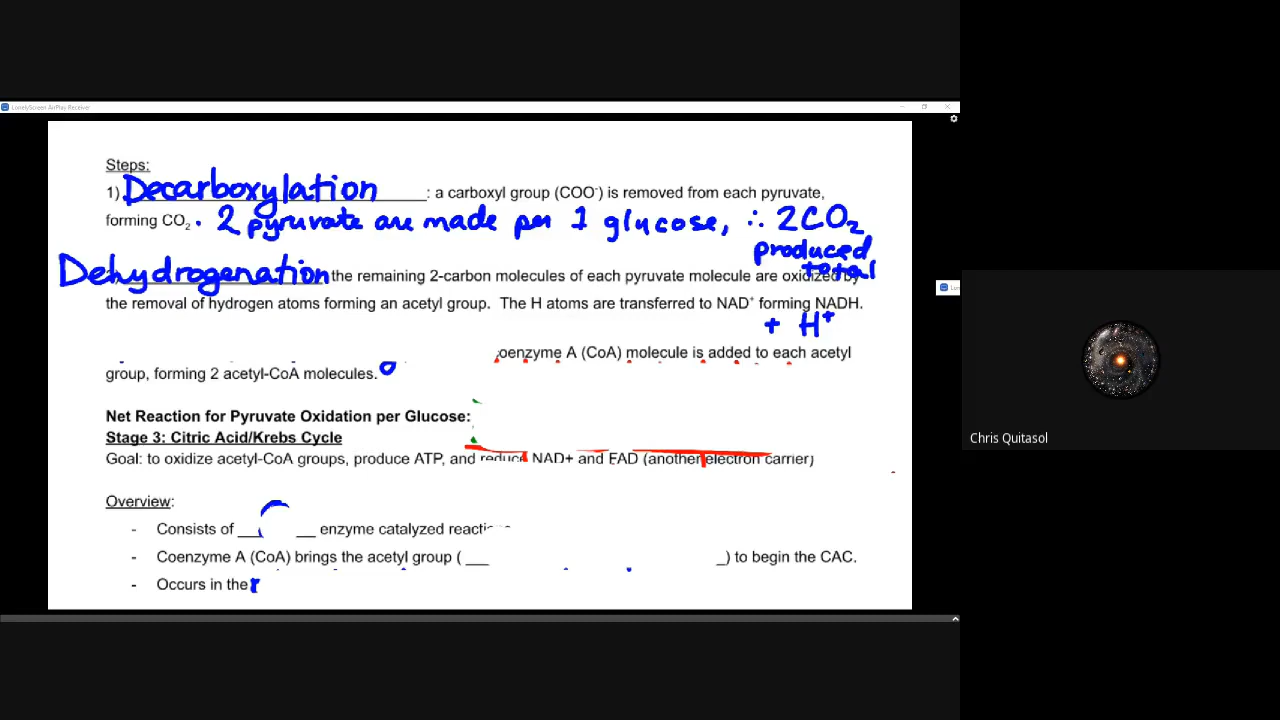 LonelyScreen AirPlay Receiver
Steps:
1) Decarboxylation : a carboxyl group (COO⁻) is removed from each pyruvate,
forming CO₂. 2 pyruvate are made per 1 glucose, ∴ 2CO₂
produced
total
Dehydrogenation the remaining 2-carbon molecules of each pyruvate molecule are oxidized by
the removal of hydrogen atoms forming an acetyl group. The H atoms are transferred to NAD⁺ forming NADH.
+ H⁺
oenzyme A (CoA) molecule is added to each acetyl
group, forming 2 acetyl-CoA molecules.
Net Reaction for Pyruvate Oxidation per Glucose:
Stage 3: Citric Acid/Krebs Cycle
Goal: to oxidize acetyl-CoA groups, produce ATP, and reduce NAD+ and FAD (another electron carrier)
Overview:
- Consists of ___ __ enzyme catalyzed reactions
- Coenzyme A (CoA) brings the acetyl group ( ___ _) to begin the CAC.
- Occurs in the
Chris Quitasol